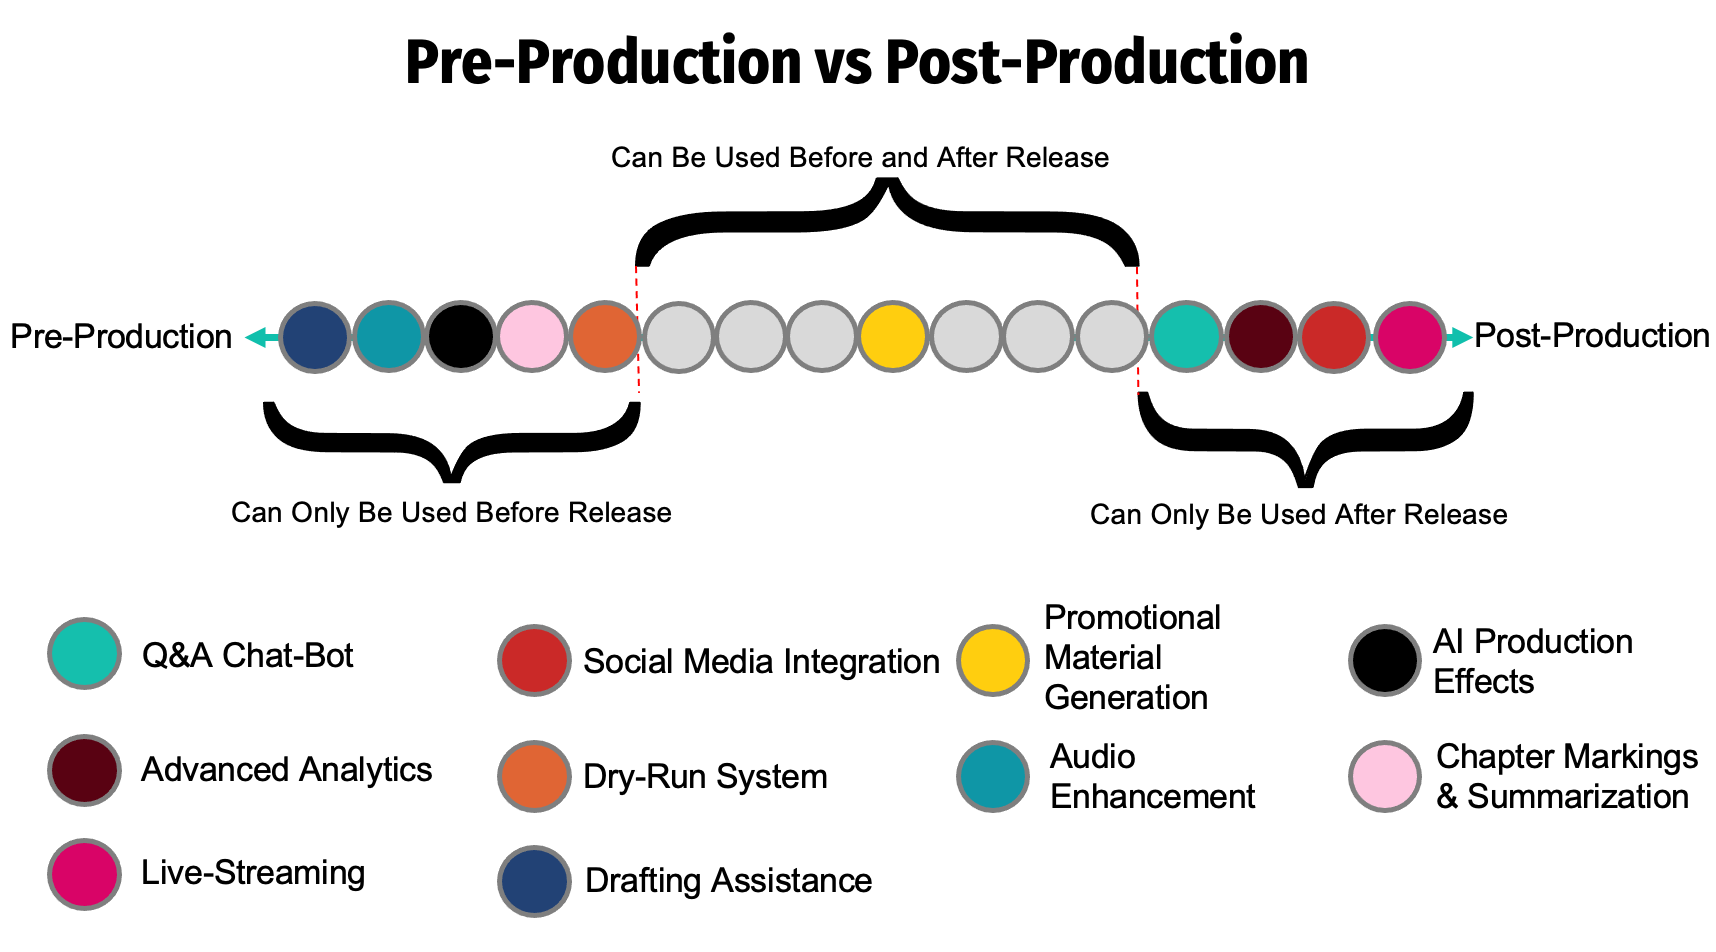 Pre-Production vs Post-Production
Can Be Used Before and After Release
Pre-Production
Post-Production
Can Only Be Used Before Release
Can Only Be Used After Release
Q&A Chat-Bot
Social Media Integration
Promotional
Material
Generation
AI Production
Effects
Advanced Analytics
Dry-Run System
Audio
Enhancement
Chapter Markings
& Summarization
Live-Streaming
Drafting Assistance